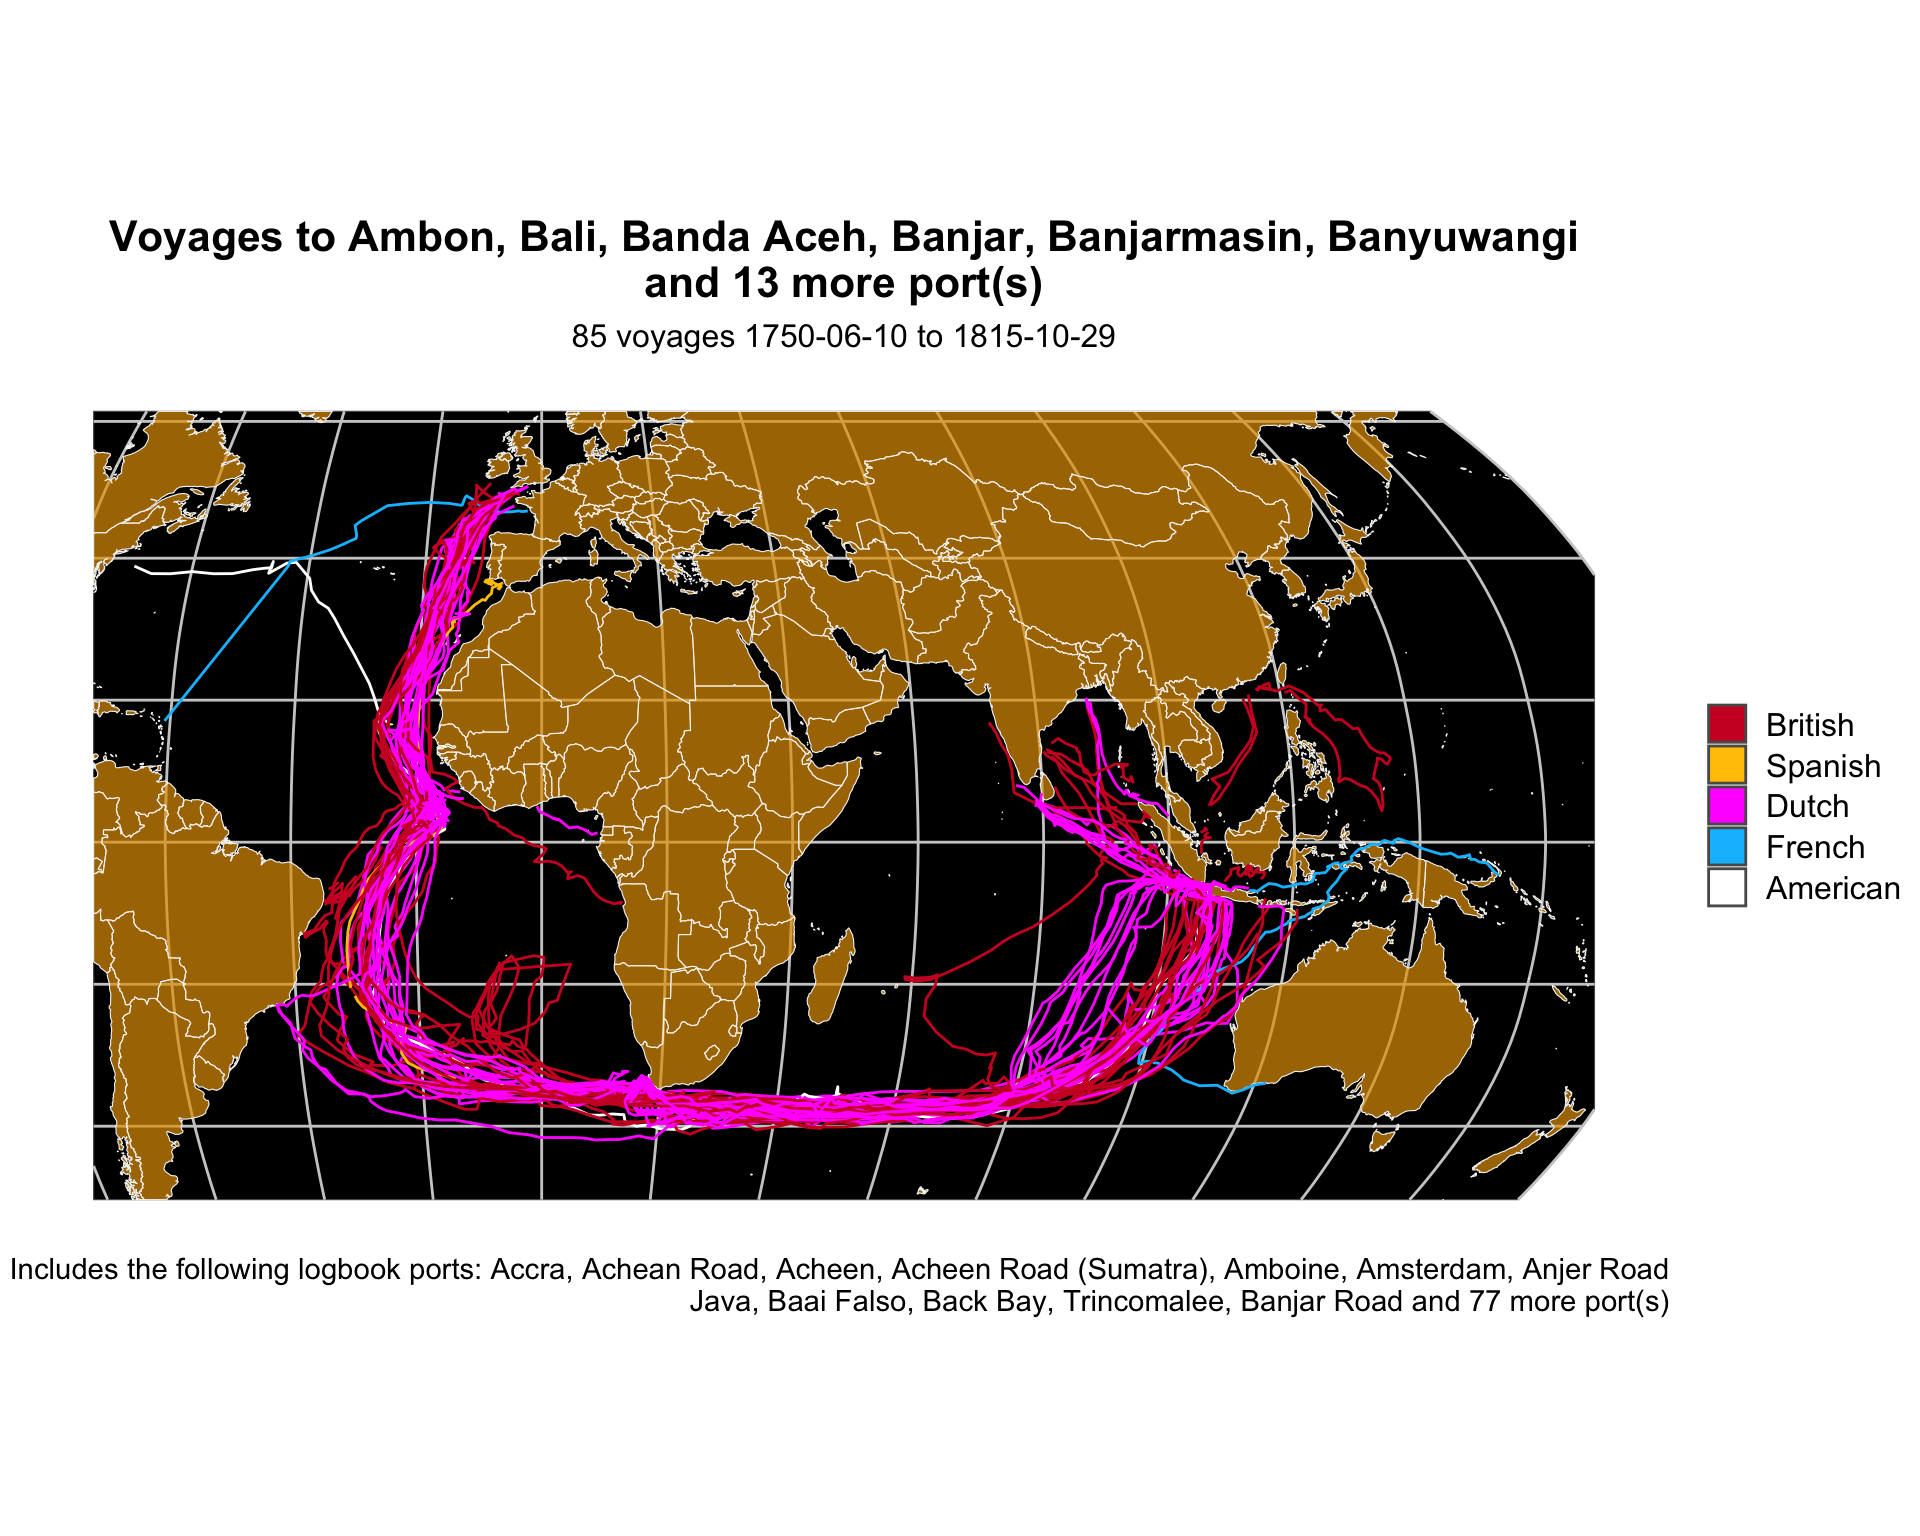 Voyages to Ambon, Bali, Banda Aceh, Banjar, Banjarmasin, Banyuwangi
and 13 more port(s)
85 voyages 1750-06-10 to 1815-10-29
British
Spanish
Dutch
French
American
Includes the following logbook ports: Accra, Achean Road, Acheen, Acheen Road (Sumatra), Amboine, Amsterdam, Anjer Road
Java, Baai Falso, Back Bay, Trincomalee, Banjar Road and 77 more port(s)